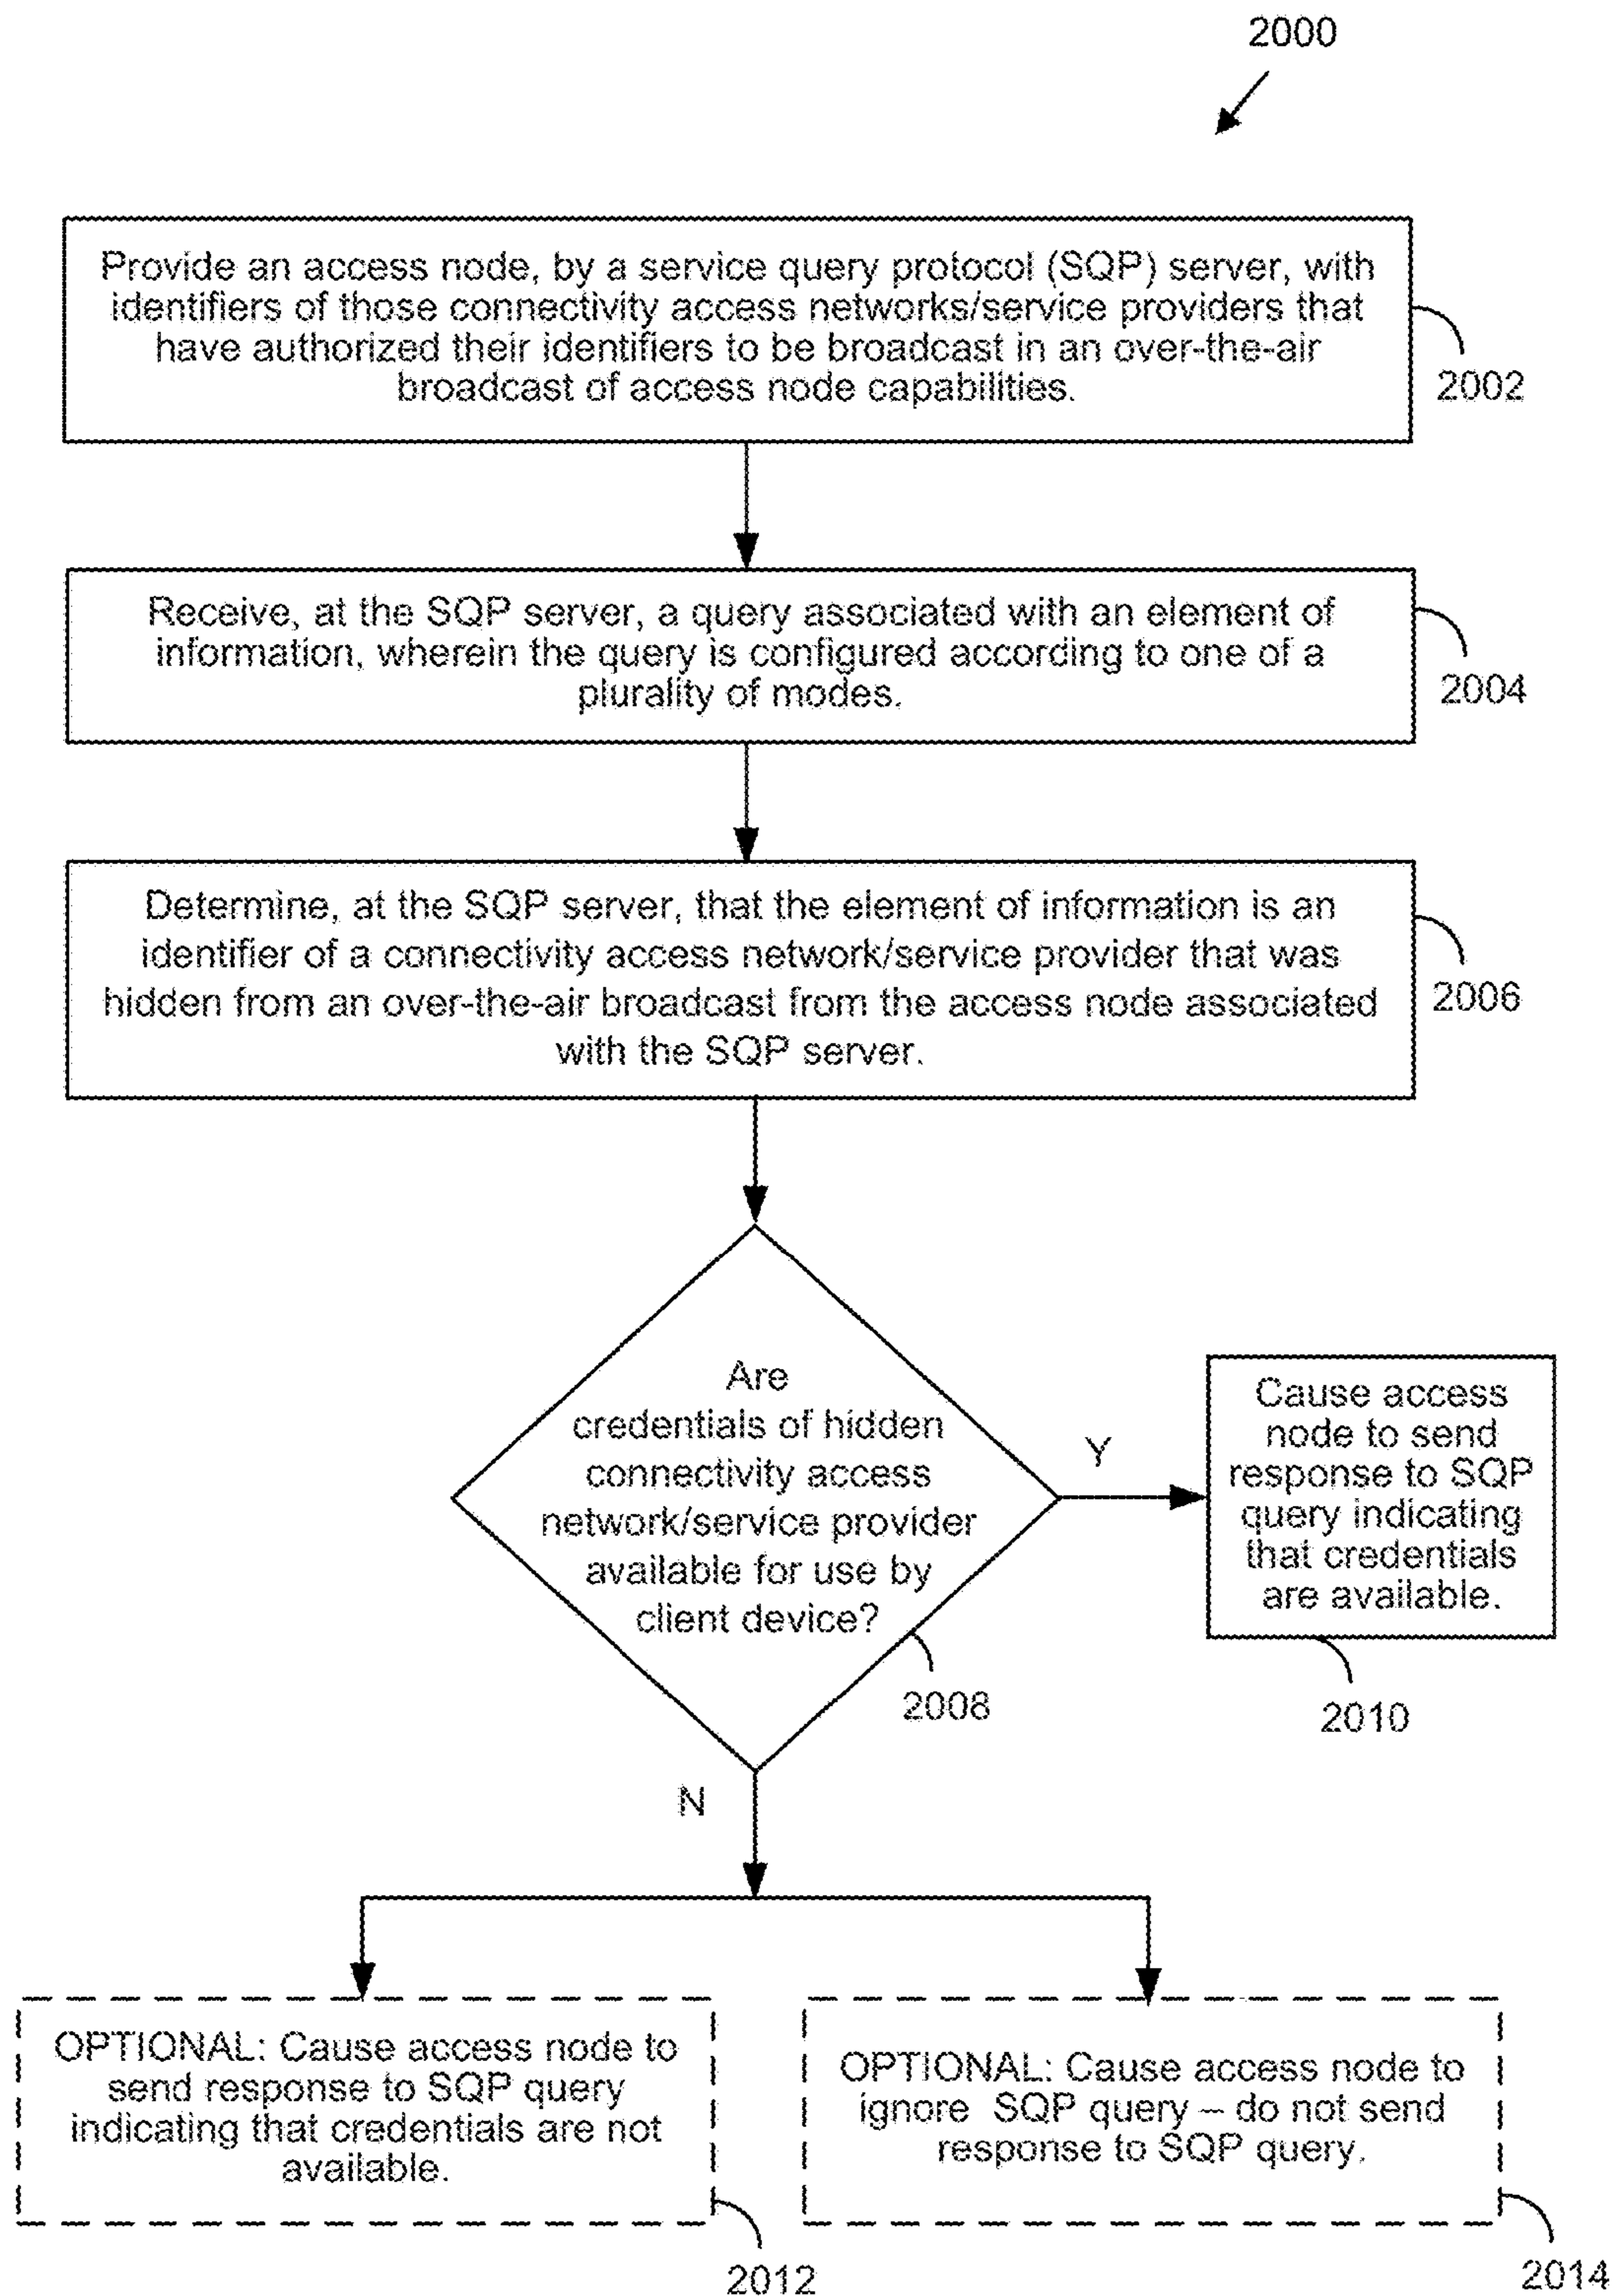 2000
Provide an access node, by a service query protocol (SQP) server, with
identifiers of those connectivity access networks/service providers that
have authorized their identifiers to be broadcast in an over-the-air
broadcast of access node capabilities.
2002
Receive, at the SQP server, a query associated with an element of
information, wherein the query is configured according to one of a
plurality of modes.
2004
Determine, at the SQP server, that the element of information is an
identifier of a connectivity access network/service provider that was
hidden from an over-the-air broadcast from the access node associated
with the SQP server.
2006
Are
credentials of hidden
connectivity access
network/service provider
available for use by
client device?
2008
Y
Cause access
node to send
response to SQP
query indicating
that credentials
are available.
2010
N
OPTIONAL: Cause access node to
send response to SQP query
indicating that credentials are not
available.
2012
OPTIONAL: Cause access node to
ignore SQP query – do not send
response to SQP query.
2014